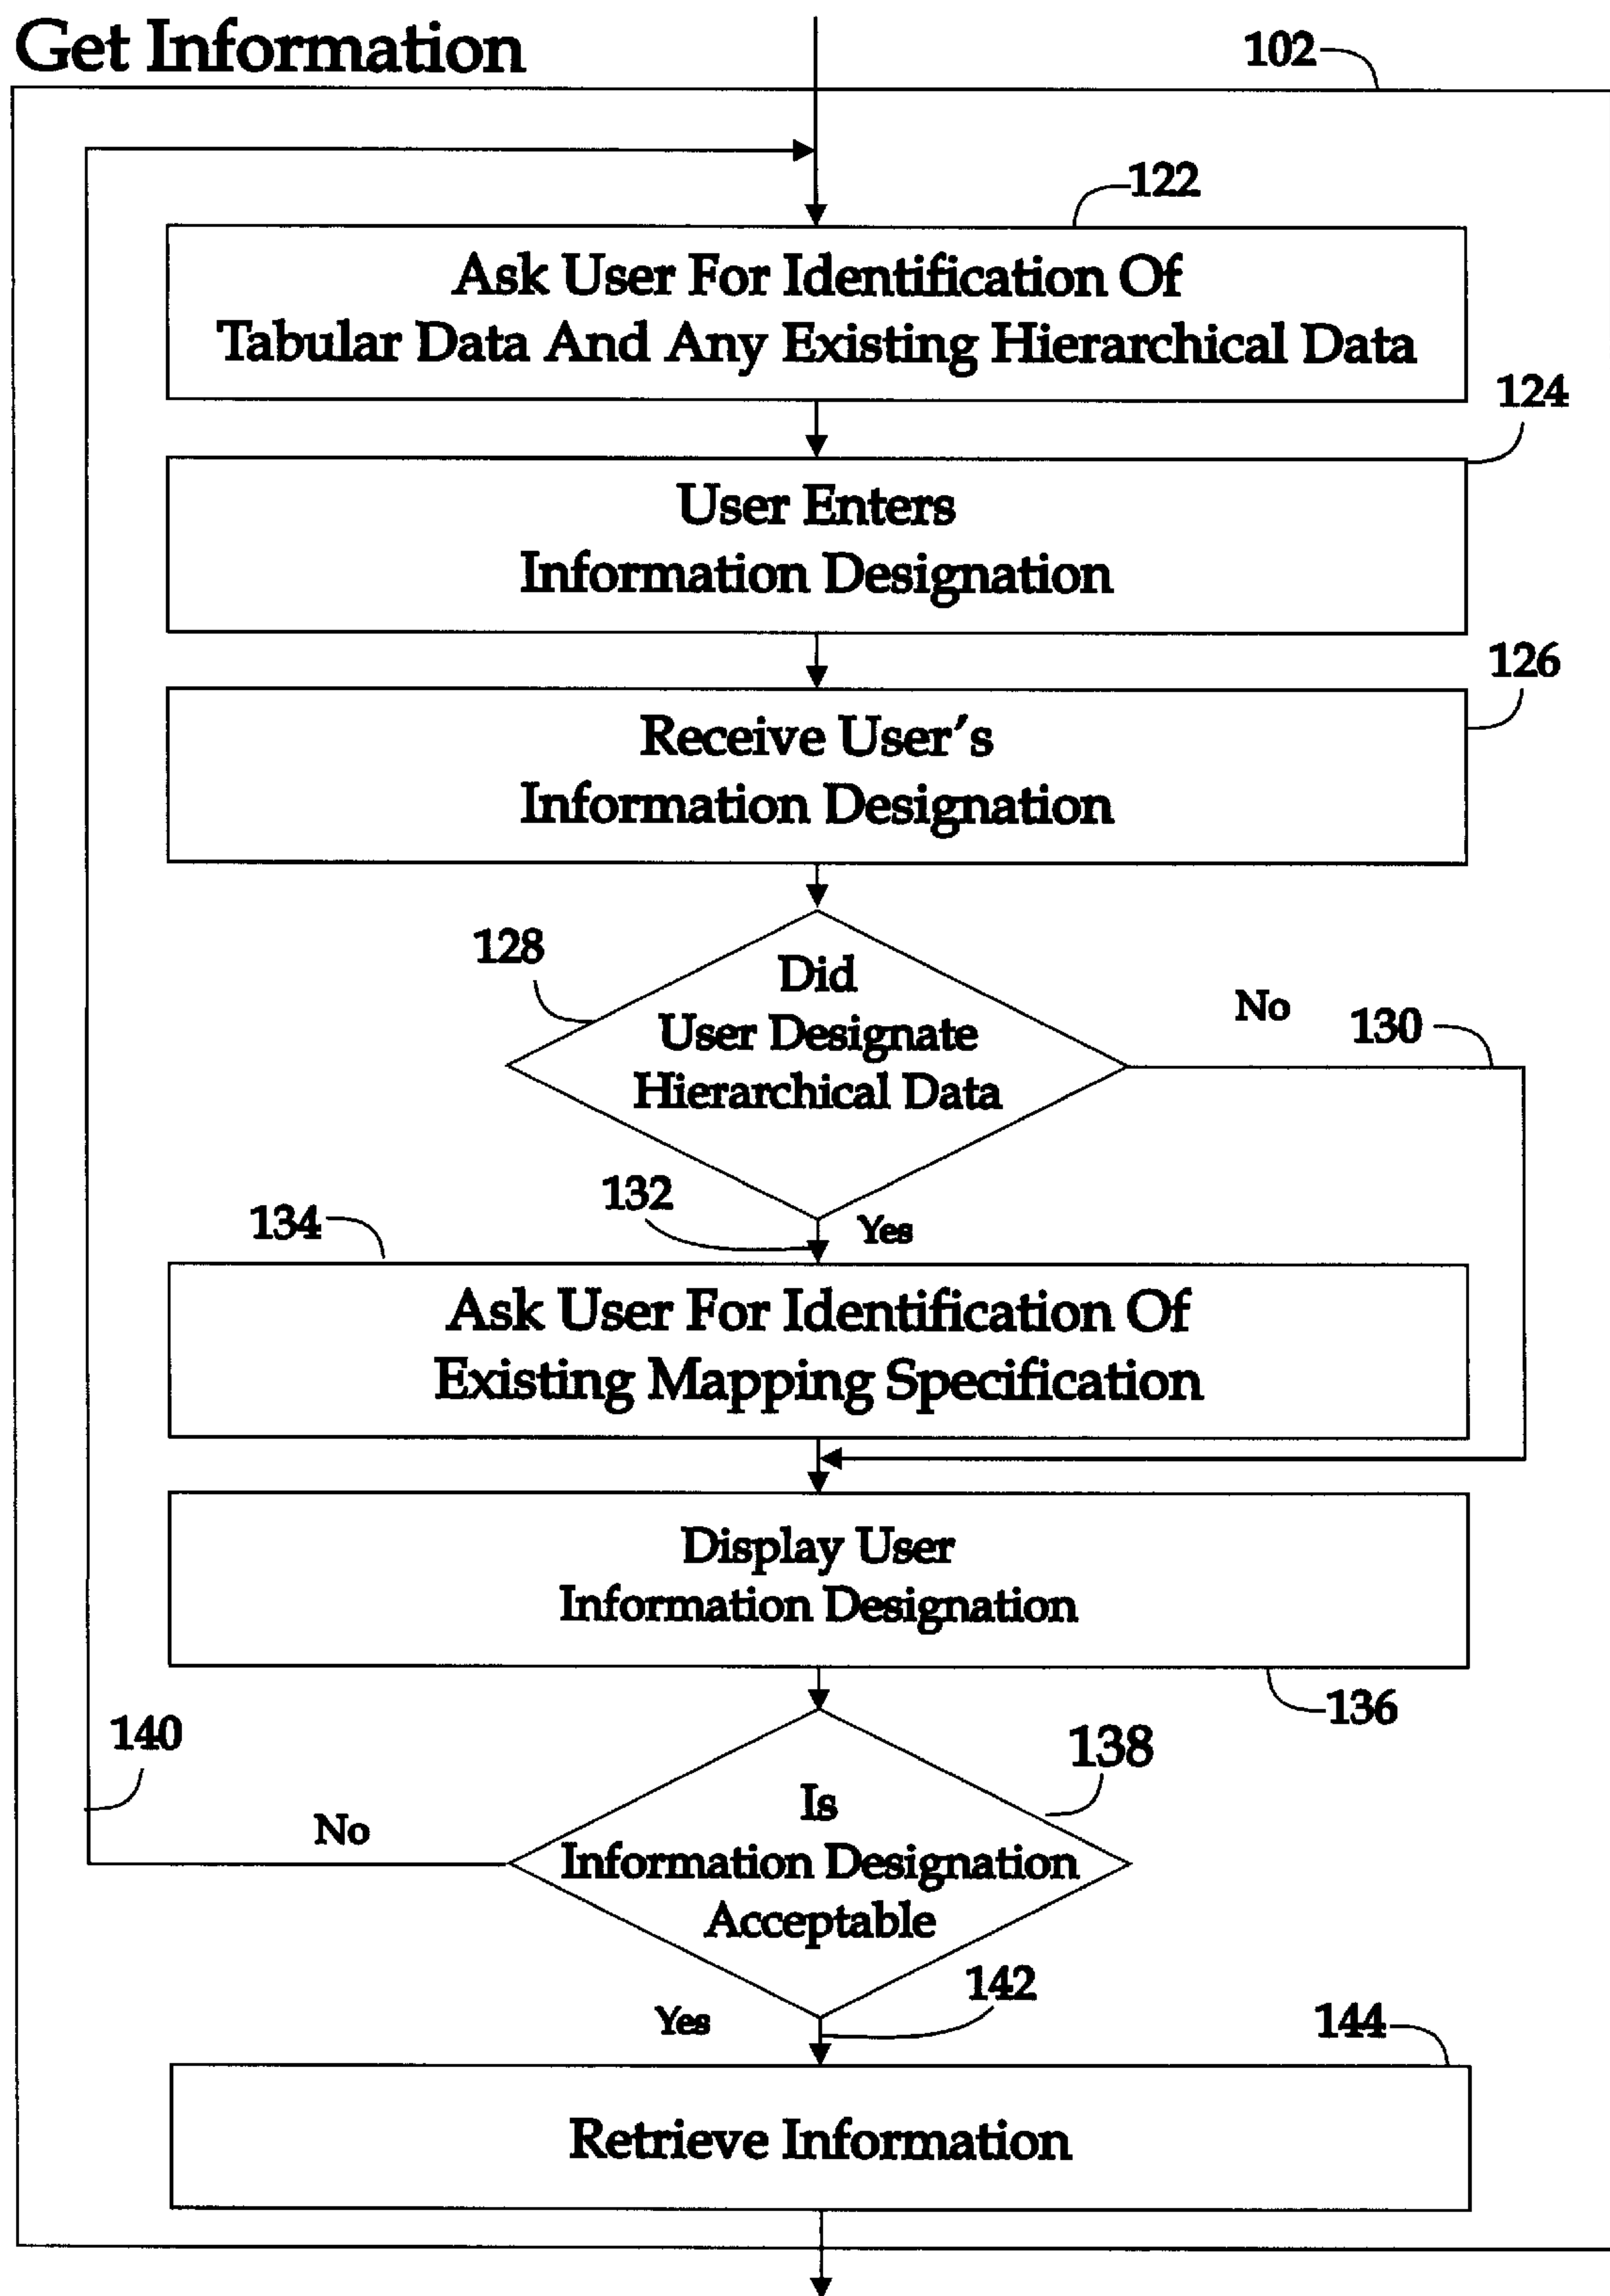 Get Information
102
122
Ask User For Identification Of
Tabular Data And Any Existing Hierarchical Data
124
User Enters
Information Designation
126
Receive User's
Information Designation
128
Did
User Designate
Hierarchical Data
No
130
132
Yes
134
Ask User For Identification Of
Existing Mapping Specification
Display User
Information Designation
136
140
138
No
Is
Information Designation
Acceptable
142
Yes
144
Retrieve Information